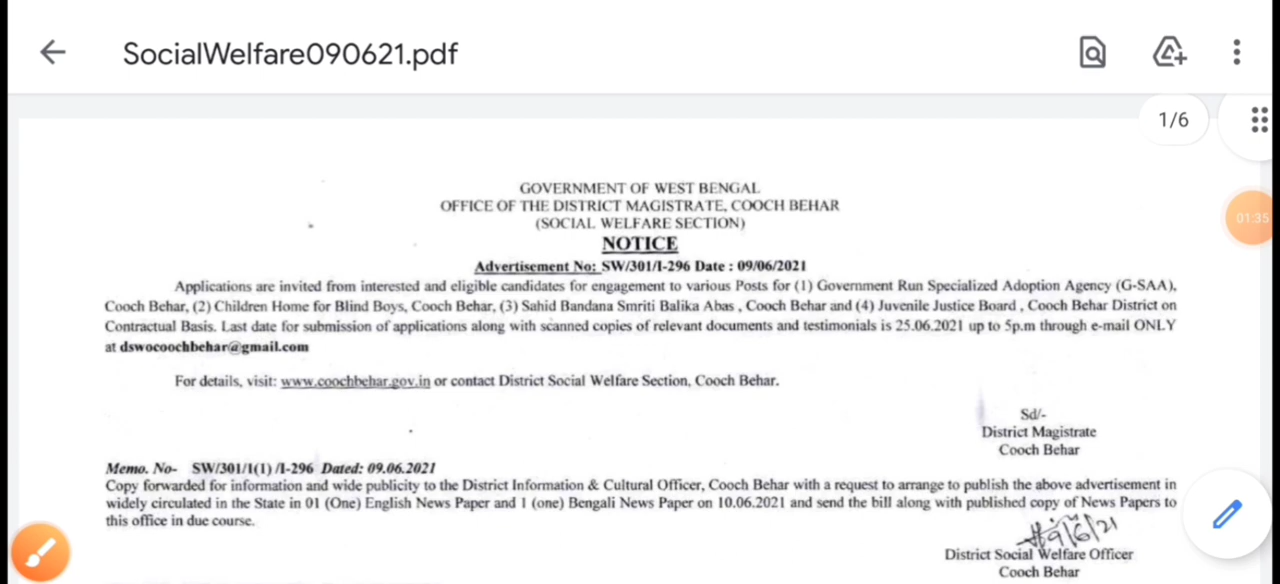 SocialWelfare090621.pdf
1/6
GOVERNMENT OF WEST BENGAL
OFFICE OF THE DISTRICT MAGISTRATE, COOCH BEHAR
(SOCIAL WELFARE SECTION)
NOTICE
Advertisement No: SW/301/I-296 Date : 09/06/2021
01:35
Applications are invited from interested and eligible candidates for engagement to various Posts for (1) Government Run Specialized Adoption Agency (G-SAA),
Cooch Behar, (2) Children Home for Blind Boys, Cooch Behar, (3) Sahid Bandana Smriti Balika Abas , Cooch Behar and (4) Juvenile Justice Board , Cooch Behar District on
Contractual Basis. Last date for submission of applications along with scanned copies of relevant documents and testimonials is 25.06.2021 up to 5p.m through e-mail ONLY
at dswocoochbehar@gmail.com
For details, visit: www.coochbehar.gov.in or contact District Social Welfare Section, Cooch Behar.
Sd/-
District Magistrate
Cooch Behar
Memo. No- SW/301/1(1) /I-296 Dated: 09.06.2021
Copy forwarded for information and wide publicity to the District Information & Cultural Officer, Cooch Behar with a request to arrange to publish the above advertisement in
widely circulated in the State in 01 (One) English News Paper and 1 (one) Bengali News Paper on 10.06.2021 and send the bill along with published copy of News Papers to
this office in due course.
9/6/21
District Social Welfare Officer
Cooch Behar